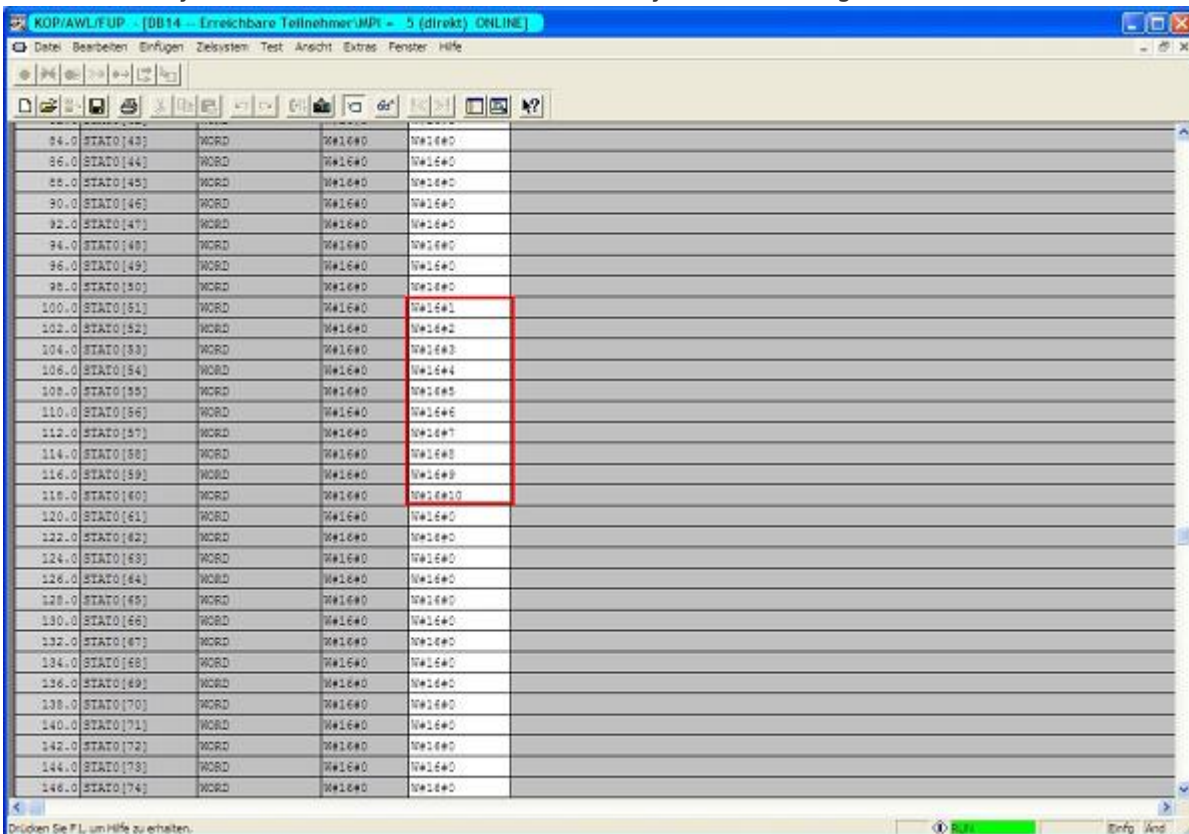 KOP/AWL/FUP - [DB14 -- Erreichbare Teilnehmer\MPI = 5 (direkt) ONLINE]
Datei Bearbeiten Einfügen Zielsystem Test Ansicht Extras Fenster Hilfe
84.0 STAT0[43] WORD W#16#0 W#16#0
86.0 STAT0[44] WORD W#16#0 W#16#0
88.0 STAT0[45] WORD W#16#0 W#16#0
90.0 STAT0[46] WORD W#16#0 W#16#0
92.0 STAT0[47] WORD W#16#0 W#16#0
94.0 STAT0[48] WORD W#16#0 W#16#0
96.0 STAT0[49] WORD W#16#0 W#16#0
98.0 STAT0[50] WORD W#16#0 W#16#0
100.0 STAT0[51] WORD W#16#0 W#16#1
102.0 STAT0[52] WORD W#16#0 W#16#2
104.0 STAT0[53] WORD W#16#0 W#16#3
106.0 STAT0[54] WORD W#16#0 W#16#4
108.0 STAT0[55] WORD W#16#0 W#16#5
110.0 STAT0[56] WORD W#16#0 W#16#6
112.0 STAT0[57] WORD W#16#0 W#16#7
114.0 STAT0[58] WORD W#16#0 W#16#8
116.0 STAT0[59] WORD W#16#0 W#16#9
118.0 STAT0[60] WORD W#16#0 W#16#10
120.0 STAT0[61] WORD W#16#0 W#16#0
122.0 STAT0[62] WORD W#16#0 W#16#0
124.0 STAT0[63] WORD W#16#0 W#16#0
126.0 STAT0[64] WORD W#16#0 W#16#0
128.0 STAT0[65] WORD W#16#0 W#16#0
130.0 STAT0[66] WORD W#16#0 W#16#0
132.0 STAT0[67] WORD W#16#0 W#16#0
134.0 STAT0[68] WORD W#16#0 W#16#0
136.0 STAT0[69] WORD W#16#0 W#16#0
138.0 STAT0[70] WORD W#16#0 W#16#0
140.0 STAT0[71] WORD W#16#0 W#16#0
142.0 STAT0[72] WORD W#16#0 W#16#0
144.0 STAT0[73] WORD W#16#0 W#16#0
146.0 STAT0[74] WORD W#16#0 W#16#0
Drücken Sie F1, um Hilfe zu erhalten. RUN Einfg Änd